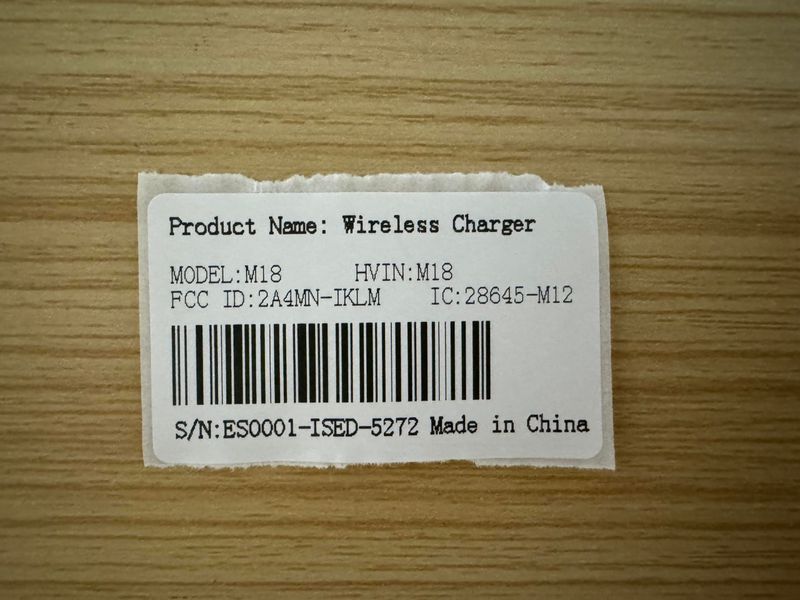 Product Name: Wireless Charger
MODEL:M18 HVIN:M18
FCC ID:2A4MN-IKLM IC:28645-M12
S/N:ES0001-ISED-5272 Made in China